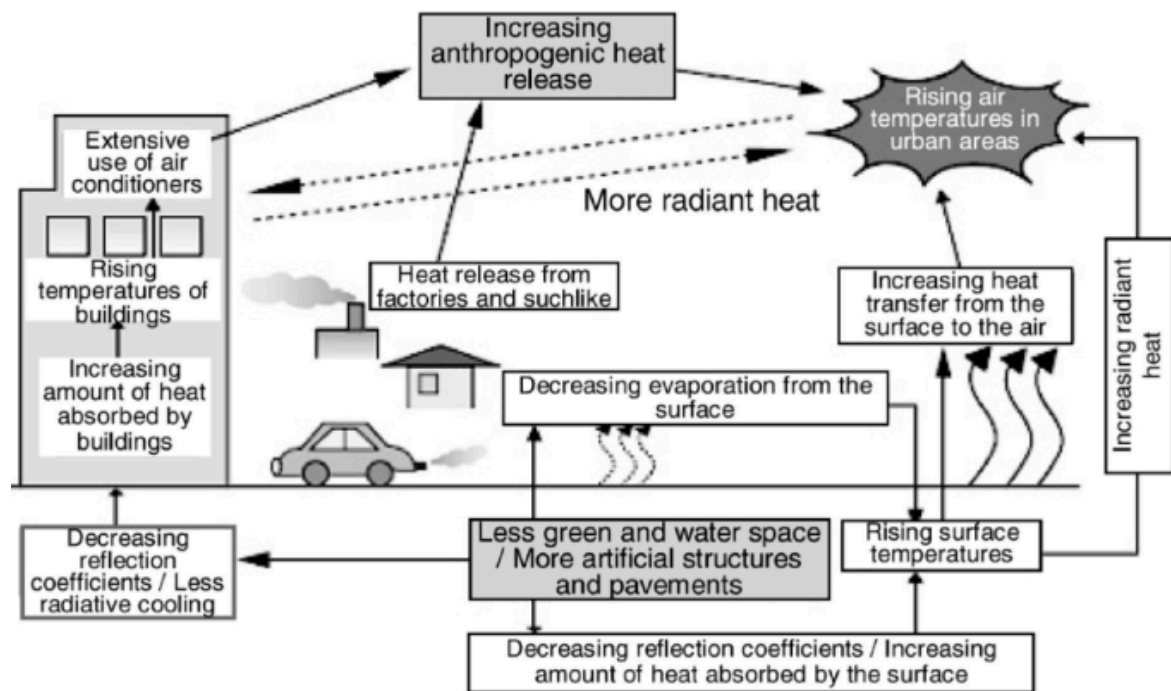 Increasing
anthropogenic heat
release
Rising air
temperatures in
urban areas
Extensive
use of air
conditioners
More radiant heat
Rising
temperatures of
buildings
Heat release from
factories and suchlike
Increasing heat
transfer from the
surface to the air
Increasing radiant
heat
Increasing
amount of heat
absorbed by
buildings
Decreasing evaporation from the
surface
Decreasing
reflection
coefficients / Less
radiative cooling
Less green and water space
/ More artificial structures
and pavements
Rising surface
temperatures
Decreasing reflection coefficients / Increasing
amount of heat absorbed by the surface